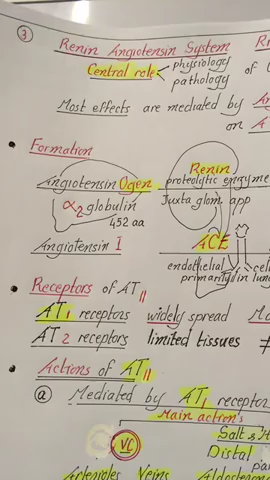 3
Renin Angiotensin System
Central role physiology
pathology of
Most effects are mediated by
on A
Formation
Renin
Angiotensin Ogen proteolytic enzyme
α2 globulin Juxta glom. app
452 aa
Angiotensin I ACE
endothelial cell
primarily in lung
Receptors of AT II
AT1 receptors widely spread
AT2 receptors limited tissues ≠
Actions of AT II
a Mediated by AT1 receptor
Main actions
VC Salt &
Distal
Arterioles Veins